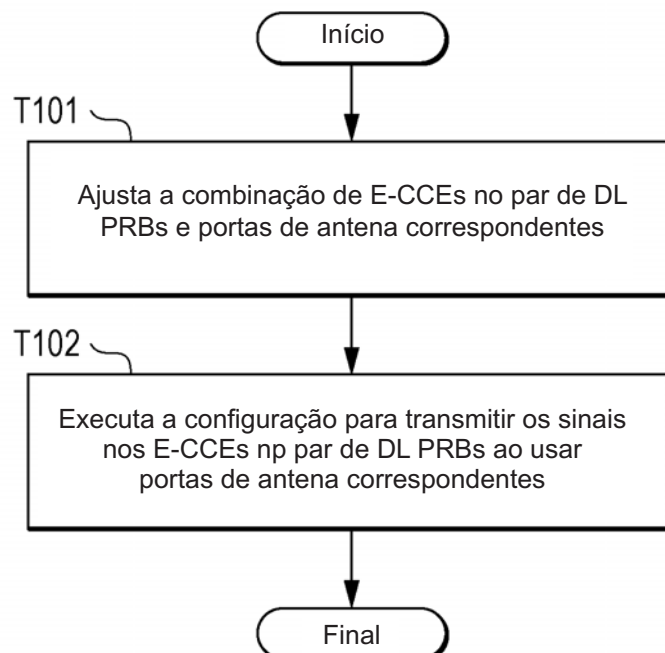 Início
T101
Ajusta a combinação de E-CCEs no par de DL
PRBs e portas de antena correspondentes
T102
Executa a configuração para transmitir os sinais
nos E-CCEs np par de DL PRBs ao usar
portas de antena correspondentes
Final